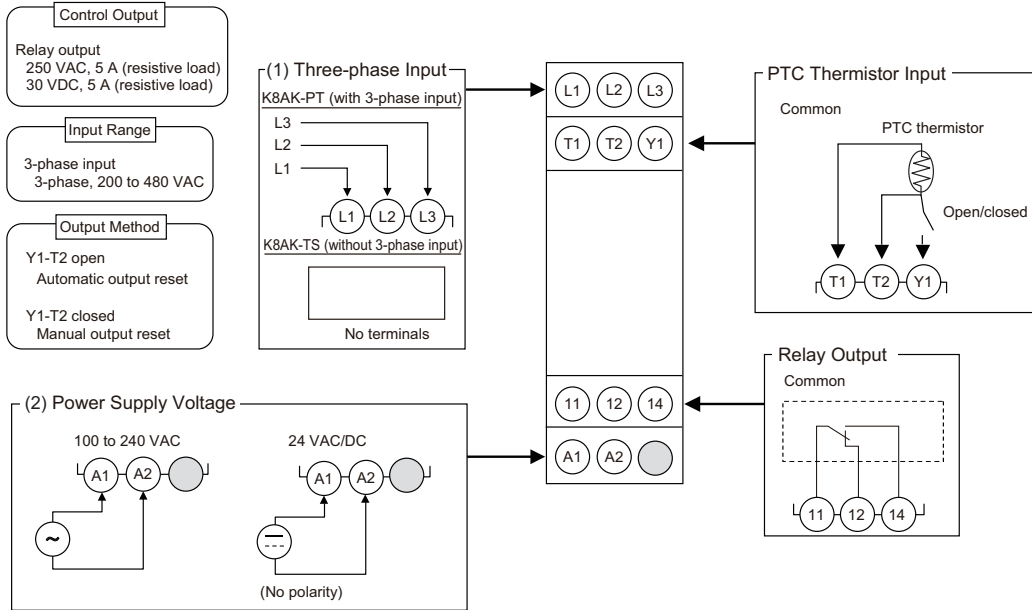 Control Output
Relay output
250 VAC, 5 A (resistive load)
30 VDC, 5 A (resistive load)
Input Range
3-phase input
3-phase, 200 to 480 VAC
Output Method
Y1-T2 open
Automatic output reset
Y1-T2 closed
Manual output reset
(1) Three-phase Input
K8AK-PT (with 3-phase input)
L3
L2
L1
L1 L2 L3
K8AK-TS (without 3-phase input)
No terminals
L1 L2 L3
T1 T2 Y1
11 12 14
A1 A2
PTC Thermistor Input
Common
PTC thermistor
Open/closed
T1 T2 Y1
Relay Output
Common
11 12 14
(2) Power Supply Voltage
100 to 240 VAC
A1 A2
~
24 VAC/DC
A1 A2
(No polarity)